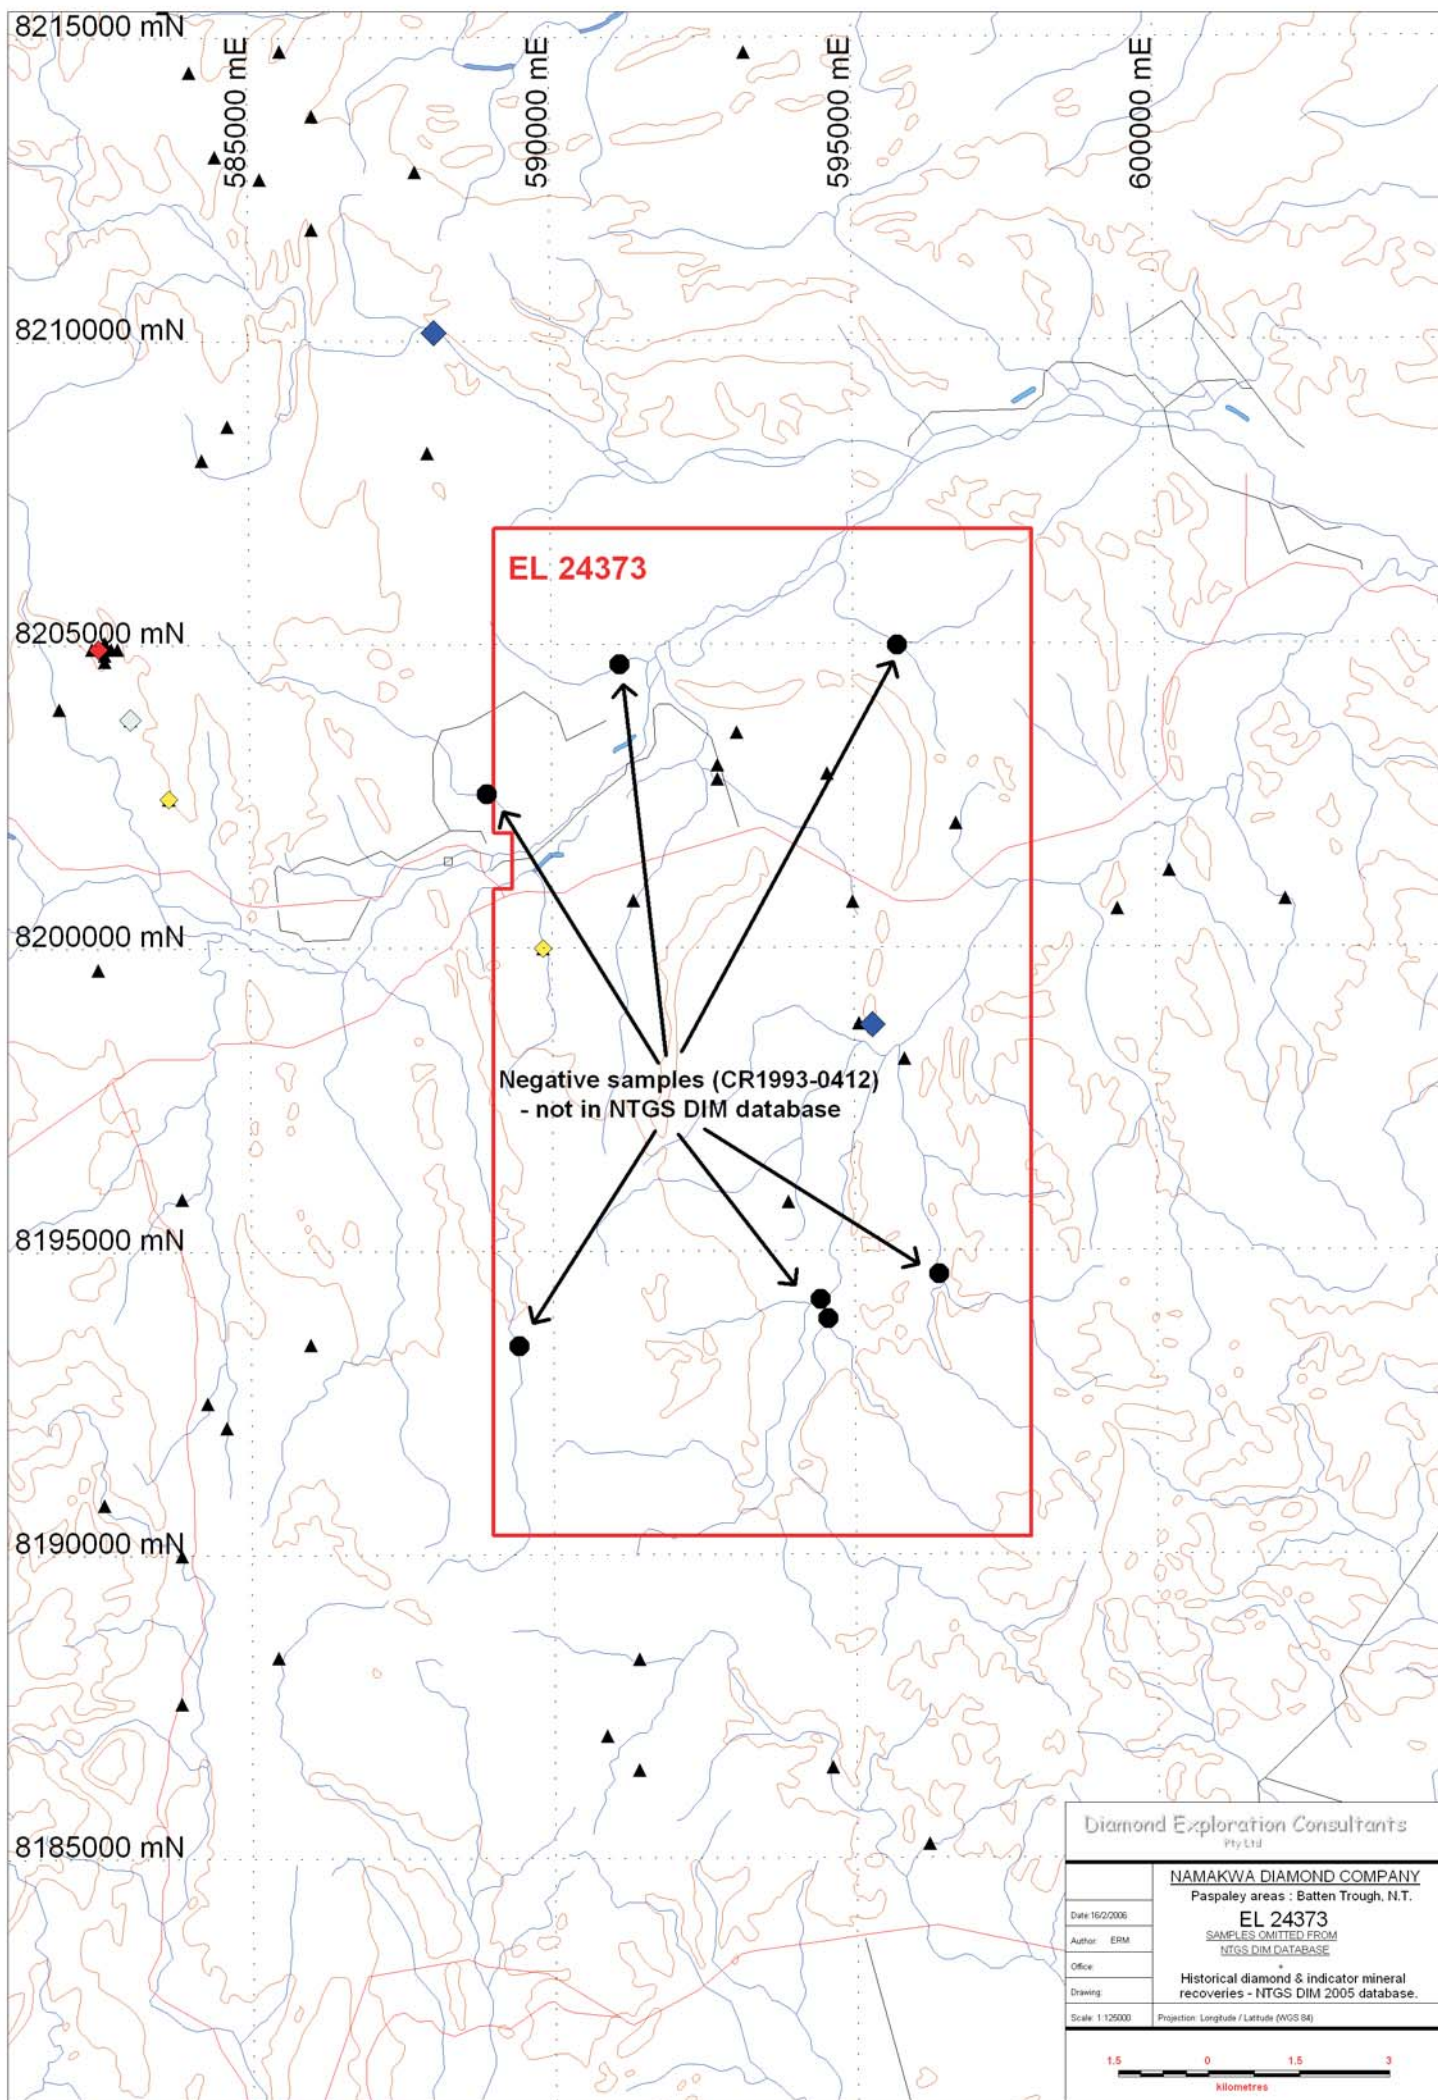 8215000 mN
585000 mE
590000 mE
595000 mE
600000 mE
8210000 mN
EL 24373
8205000 mN
8200000 mN
Negative samples (CR1993-0412)
- not in NTGS DIM database
8195000 mN
8190000 mN
8185000 mN
Diamond Exploration Consultants
Pty Ltd
NAMAKWA DIAMOND COMPANY
Paspaley areas : Batten Trough, N.T.
Date:16/2/2006
EL 24373
SAMPLES OMITTED FROM
Author: ERM
NTGS DIM DATABASE
Office:
Historical diamond & indicator mineral
Drawing:
recoveries - NTGS DIM 2005 database.
Scale: 1:125000
Projection: Longitude / Latitude (WGS 84)
1.5 0 1.5 3
kilometres